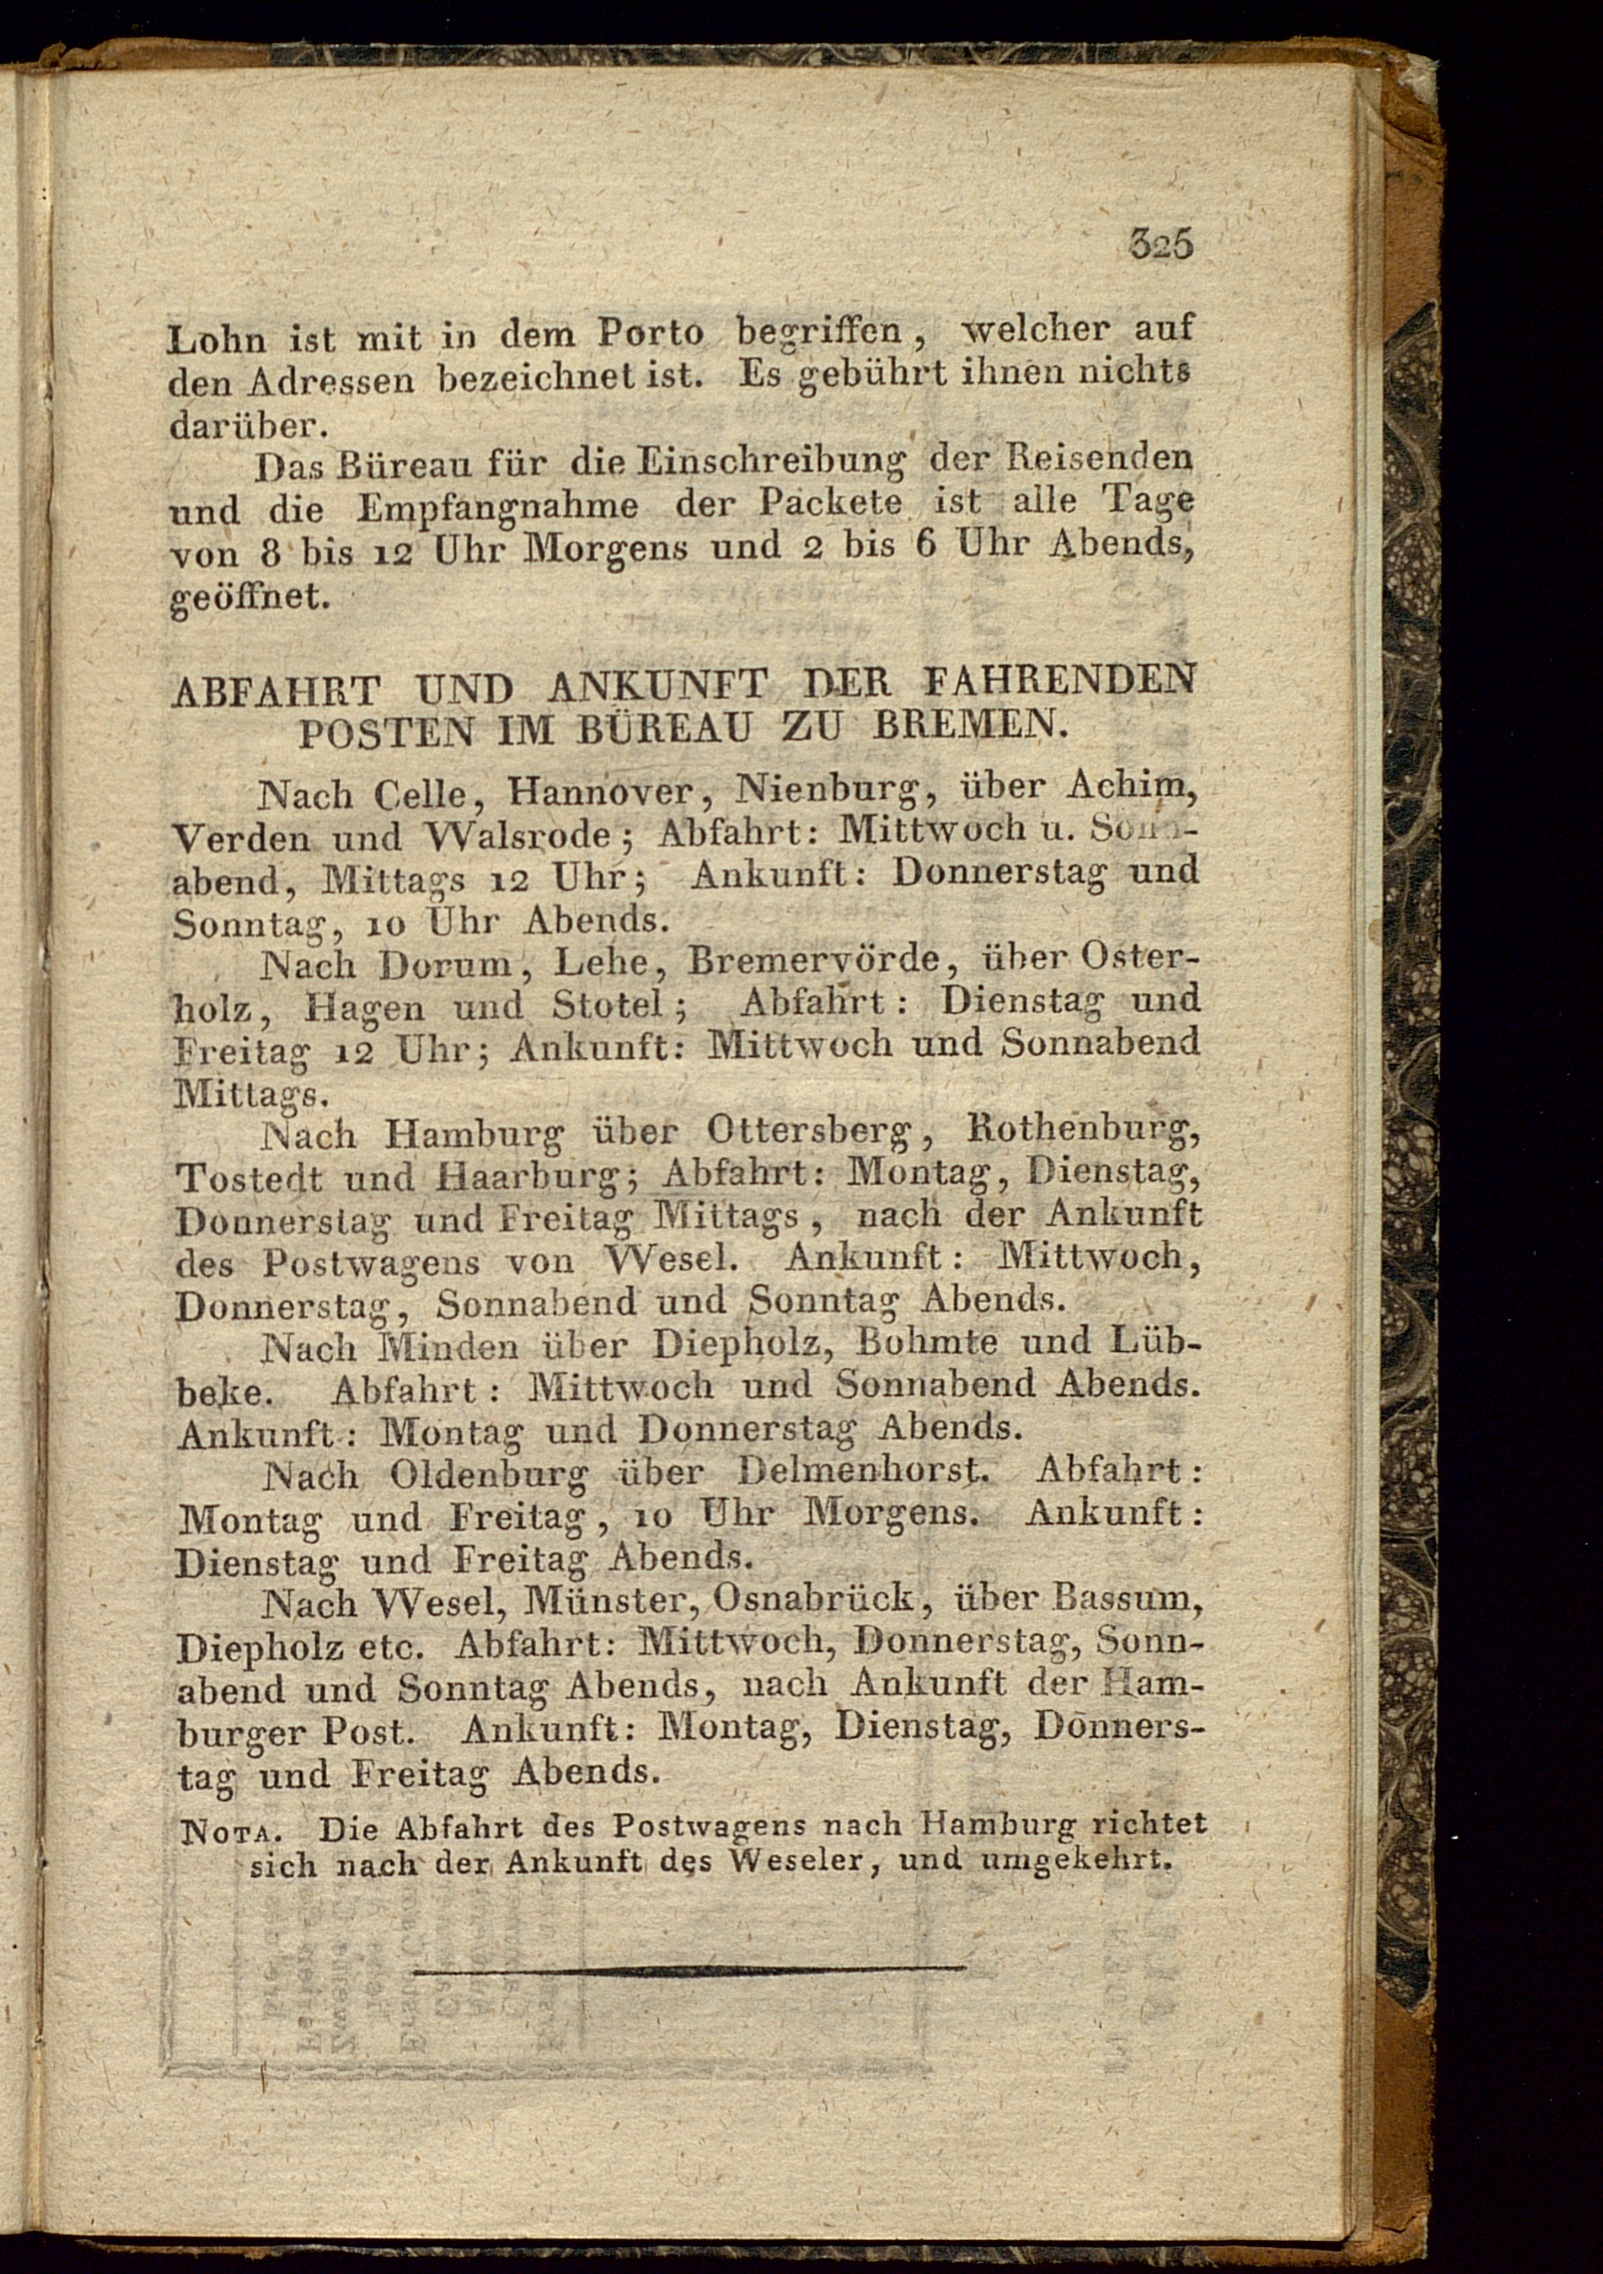 325
Lohn ist mit in dem Porto begriffen, welcher auf
den Adressen bezeichnet ist. Es gebührt ihnen nichts
darüber.
Das Büreau für die Einschreibung der Reisenden
und die Empfangnahme der Packete ist alle Tage
von 8 bis 12 Uhr Morgens und 2 bis 6 Uhr Abends,
geöffnet.
ABFAHRT UND ANKUNFT DER FAHRENDEN
POSTEN IM BÜREAU ZU BREMEN.
Nach Celle, Hannover, Nienburg, über Achim,
Verden und Walsrode; Abfahrt: Mittwoch u. Sonn-
abend, Mittags 12 Uhr; Ankunft: Donnerstag und
Sonntag, 10 Uhr Abends.
Nach Dorum, Lehe, Bremervörde, über Oster-
holz, Hagen und Stotel; Abfahrt: Dienstag und
Freitag 12 Uhr; Ankunft: Mittwoch und Sonnabend
Mittags.
Nach Hamburg über Ottersberg, Rothenburg,
Tostedt und Haarburg; Abfahrt: Montag, Dienstag,
Donnerstag und Freitag Mittags, nach der Ankunft
des Postwagens von Wesel. Ankunft: Mittwoch,
Donnerstag, Sonnabend und Sonntag Abends.
Nach Minden über Diepholz, Bohmte und Lüb-
beke. Abfahrt: Mittwoch und Sonnabend Abends.
Ankunft: Montag und Donnerstag Abends.
Nach Oldenburg über Delmenhorst. Abfahrt:
Montag und Freitag, 10 Uhr Morgens. Ankunft:
Dienstag und Freitag Abends.
Nach Wesel, Münster, Osnabrück, über Bassum,
Diepholz etc. Abfahrt: Mittwoch, Donnerstag, Sonn-
abend und Sonntag Abends, nach Ankunft der Ham-
burger Post. Ankunft: Montag, Dienstag, Donners-
tag und Freitag Abends.
NOTA. Die Abfahrt des Postwagens nach Hamburg richtet
sich nach der Ankunft des Weseler, und umgekehrt.